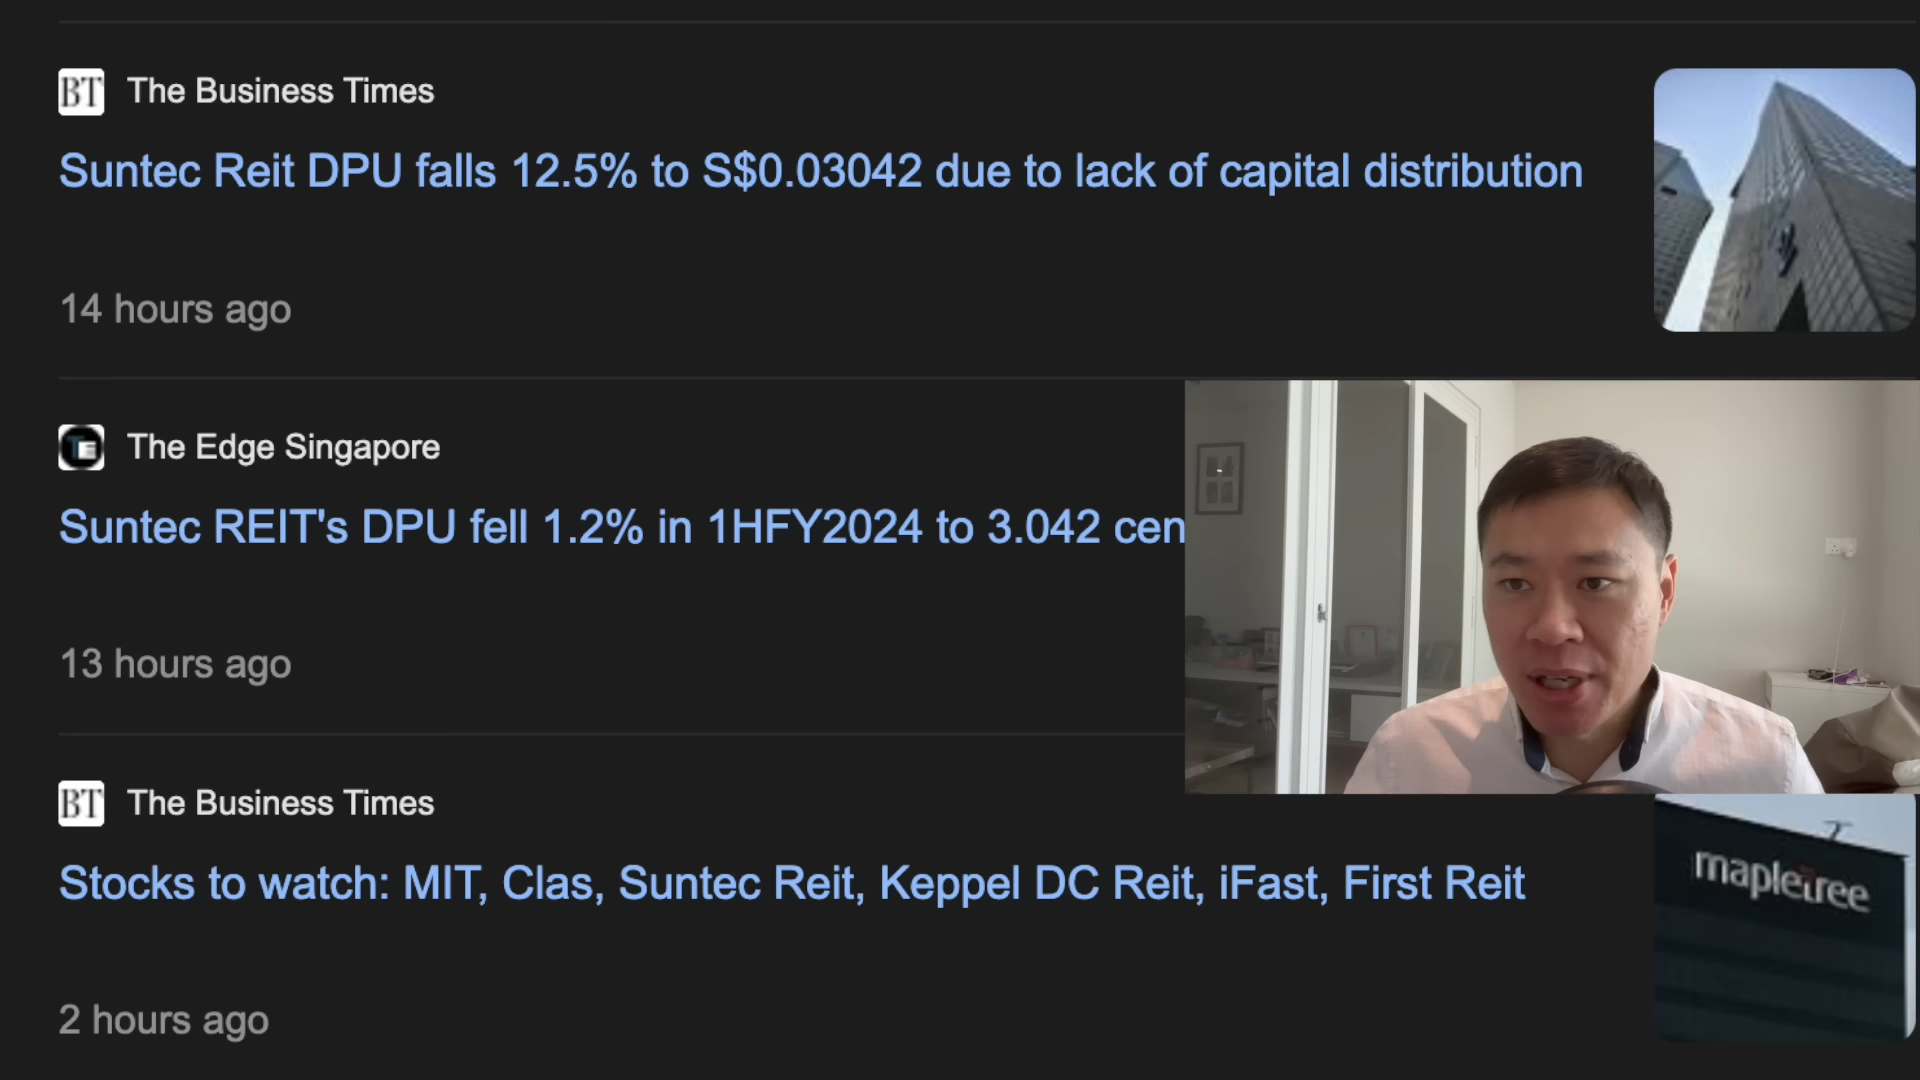 BT The Business Times
Suntec Reit DPU falls 12.5% to S$0.03042 due to lack of capital distribution
14 hours ago
TE The Edge Singapore
Suntec REIT's DPU fell 1.2% in 1HFY2024 to 3.042 cen
13 hours ago
BT The Business Times
Stocks to watch: MIT, Clas, Suntec Reit, Keppel DC Reit, iFast, First Reit
mapletree
2 hours ago